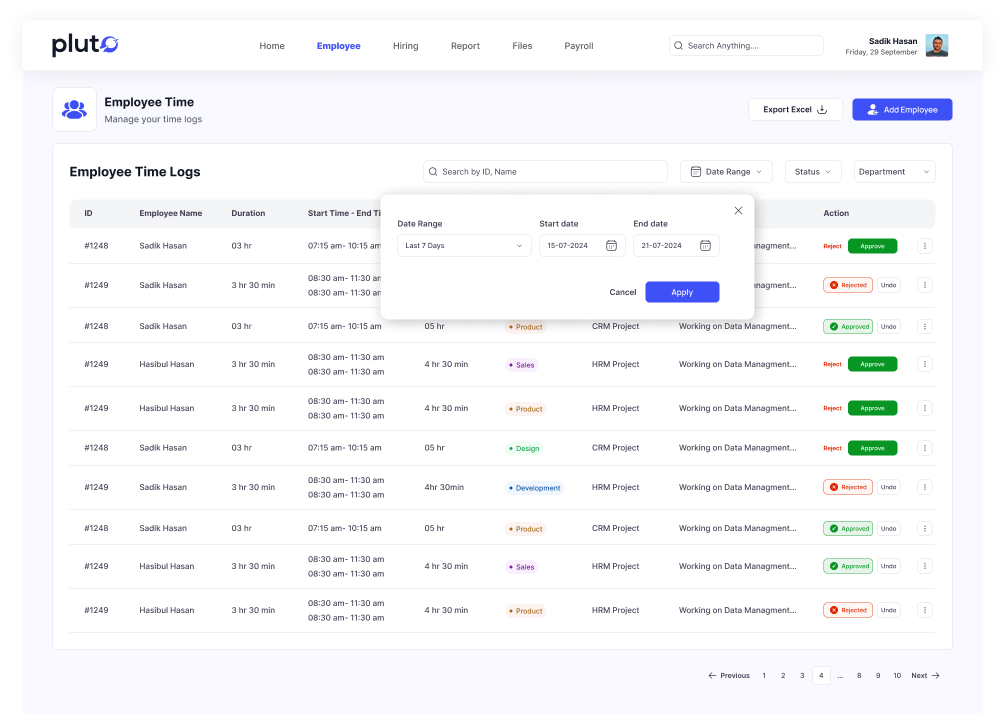 pluto
Home Employee Hiring Report Files Payroll
Search Anything....
Sadik Hasan
Friday, 29 September
Employee Time
Manage your time logs
Export Excel
Add Employee
Employee Time Logs
Search by ID, Name
Date Range
Status
Department
ID Employee Name Duration Start Time - End Ti Action
Date Range Start date End date
Last 7 Days 15-07-2024 21-07-2024
Cancel Apply
#1248 Sadik Hasan 03 hr 07:15 am- 10:15 am nagment... Reject Approve
#1249 Sadik Hasan 3 hr 30 min 08:30 am- 11:30 am nagment... Rejected Undo
08:30 am- 11:30 am
#1248 Sadik Hasan 03 hr 07:15 am- 10:15 am 05 hr Product CRM Project Working on Data Managment... Approved Undo
#1249 Hasibul Hasan 3 hr 30 min 08:30 am- 11:30 am 4 hr 30 min Sales HRM Project Working on Data Managment... Reject Approve
08:30 am- 11:30 am
#1249 Hasibul Hasan 3 hr 30 min 08:30 am- 11:30 am 4 hr 30 min Product HRM Project Working on Data Managment... Reject Approve
08:30 am- 11:30 am
#1248 Sadik Hasan 03 hr 07:15 am- 10:15 am 05 hr Design CRM Project Working on Data Managment... Reject Approve
#1249 Sadik Hasan 3 hr 30 min 08:30 am- 11:30 am 4hr 30min Development CRM Project Working on Data Managment... Rejected Undo
08:30 am- 11:30 am
#1248 Sadik Hasan 03 hr 07:15 am- 10:15 am 05 hr Product CRM Project Working on Data Managment... Approved Undo
#1249 Hasibul Hasan 3 hr 30 min 08:30 am- 11:30 am 4 hr 30 min Sales HRM Project Working on Data Managment... Approved Undo
08:30 am- 11:30 am
#1249 Hasibul Hasan 3 hr 30 min 08:30 am- 11:30 am 4 hr 30 min Product HRM Project Working on Data Managment... Rejected Undo
08:30 am- 11:30 am
Previous 1 2 3 4 ... 8 9 10 Next